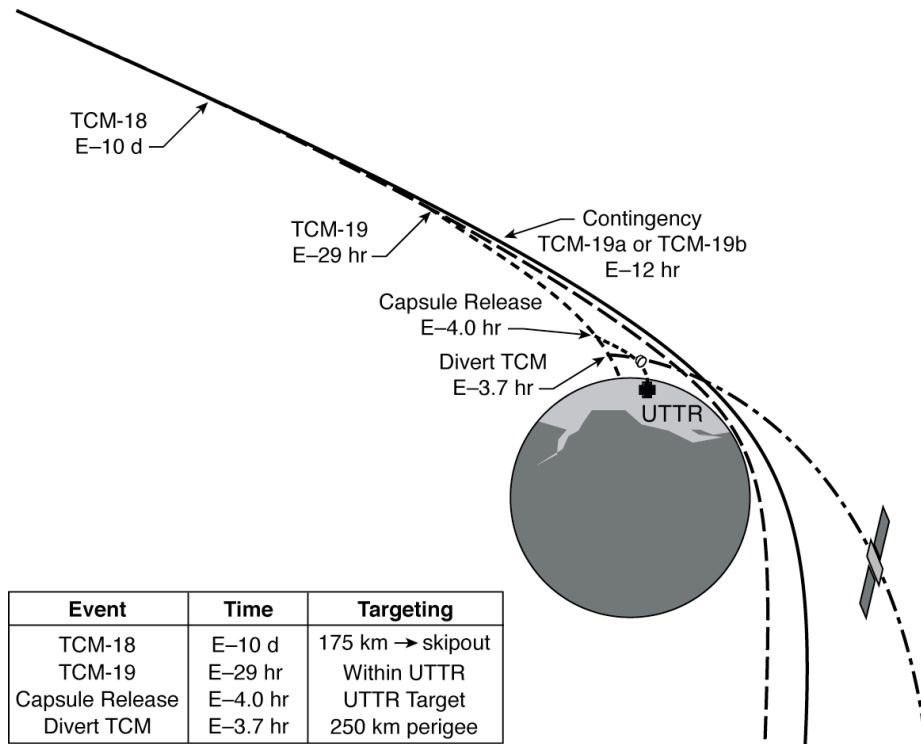 TCM-18
E–10 d
TCM-19
E–29 hr
Contingency
TCM-19a or TCM-19b
E–12 hr
Capsule Release
E–4.0 hr
Divert TCM
E–3.7 hr
UTTR
Event Time Targeting
TCM-18 E–10 d 175 km → skipout
TCM-19 E–29 hr Within UTTR
Capsule Release E–4.0 hr UTTR Target
Divert TCM E–3.7 hr 250 km perigee